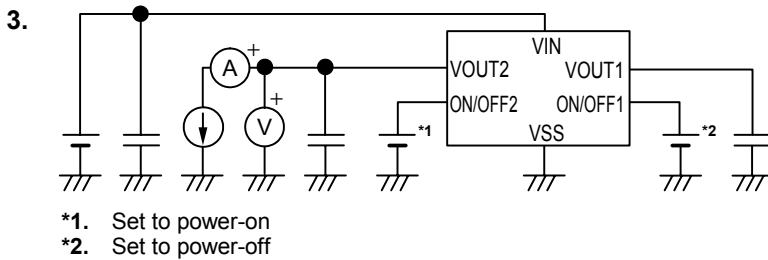 3.
VIN
A + VOUT2 VOUT1
+ ON/OFF2 ON/OFF1
V *1 *2
VSS
*1. Set to power-on
*2. Set to power-off